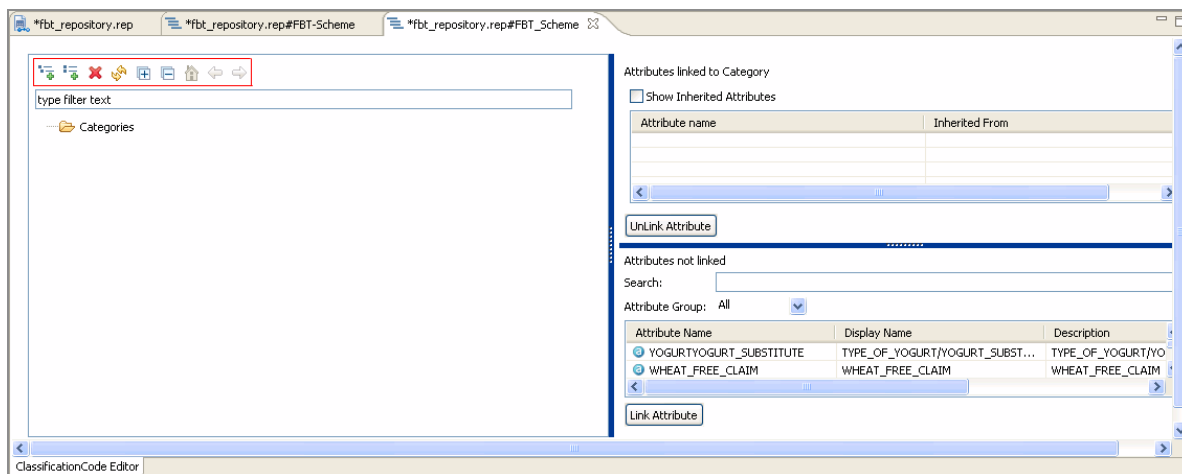 *fbt_repository.rep
*fbt_repository.rep#FBT-Scheme
*fbt_repository.rep#FBT_Scheme
type filter text
Categories
Attributes linked to Category
Show Inherited Attributes
Attribute name Inherited From
UnLink Attribute
Attributes not linked
Search:
Attribute Group: All
Attribute Name Display Name Description
YOGURTYOGURT_SUBSTITUTE TYPE_OF_YOGURT/YOGURT_SUBST... TYPE_OF_YOGURT/YO
WHEAT_FREE_CLAIM WHEAT_FREE_CLAIM WHEAT_FREE_CLAIM
Link Attribute
ClassificationCode Editor